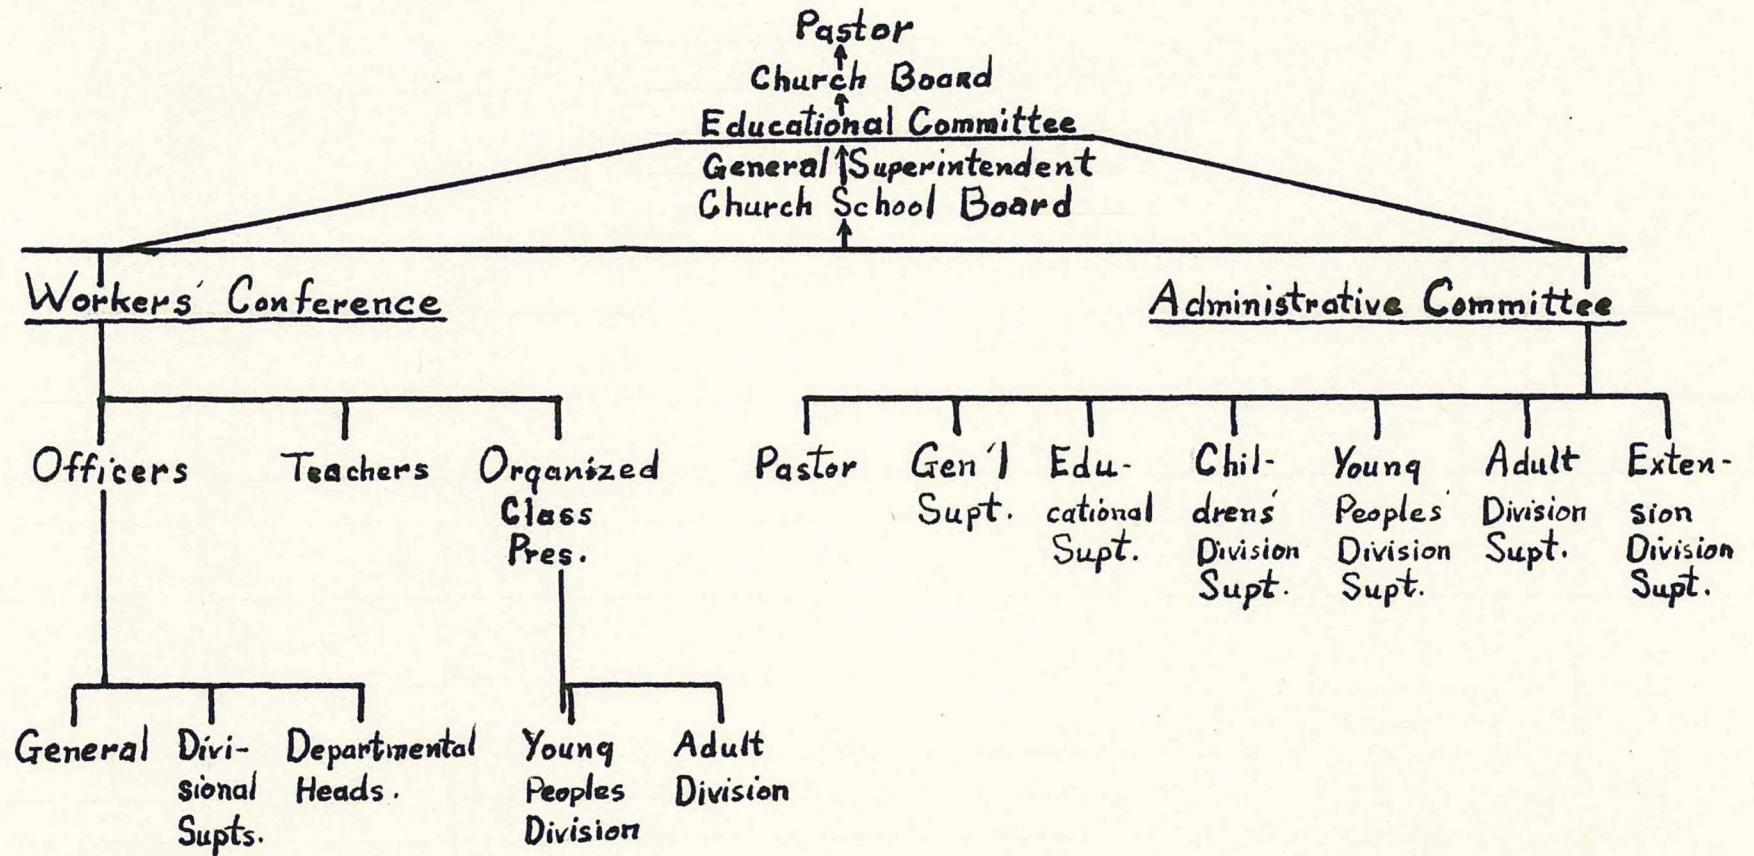 Pastor
Church Board
Educational Committee
General Superintendent
Church School Board
Workers' Conference
Administrative Committee
Officers
Teachers
Organized
Class
Pres.
Pastor
Gen'l
Supt.
Edu-
cational
Supt.
Chil-
drens'
Division
Supt.
Young
Peoples'
Division
Supt.
Adult
Division
Supt.
Exten-
sion
Division
Supt.
General
Divi-
sional
Supts.
Departmental
Heads.
Young
Peoples
Division
Adult
Division